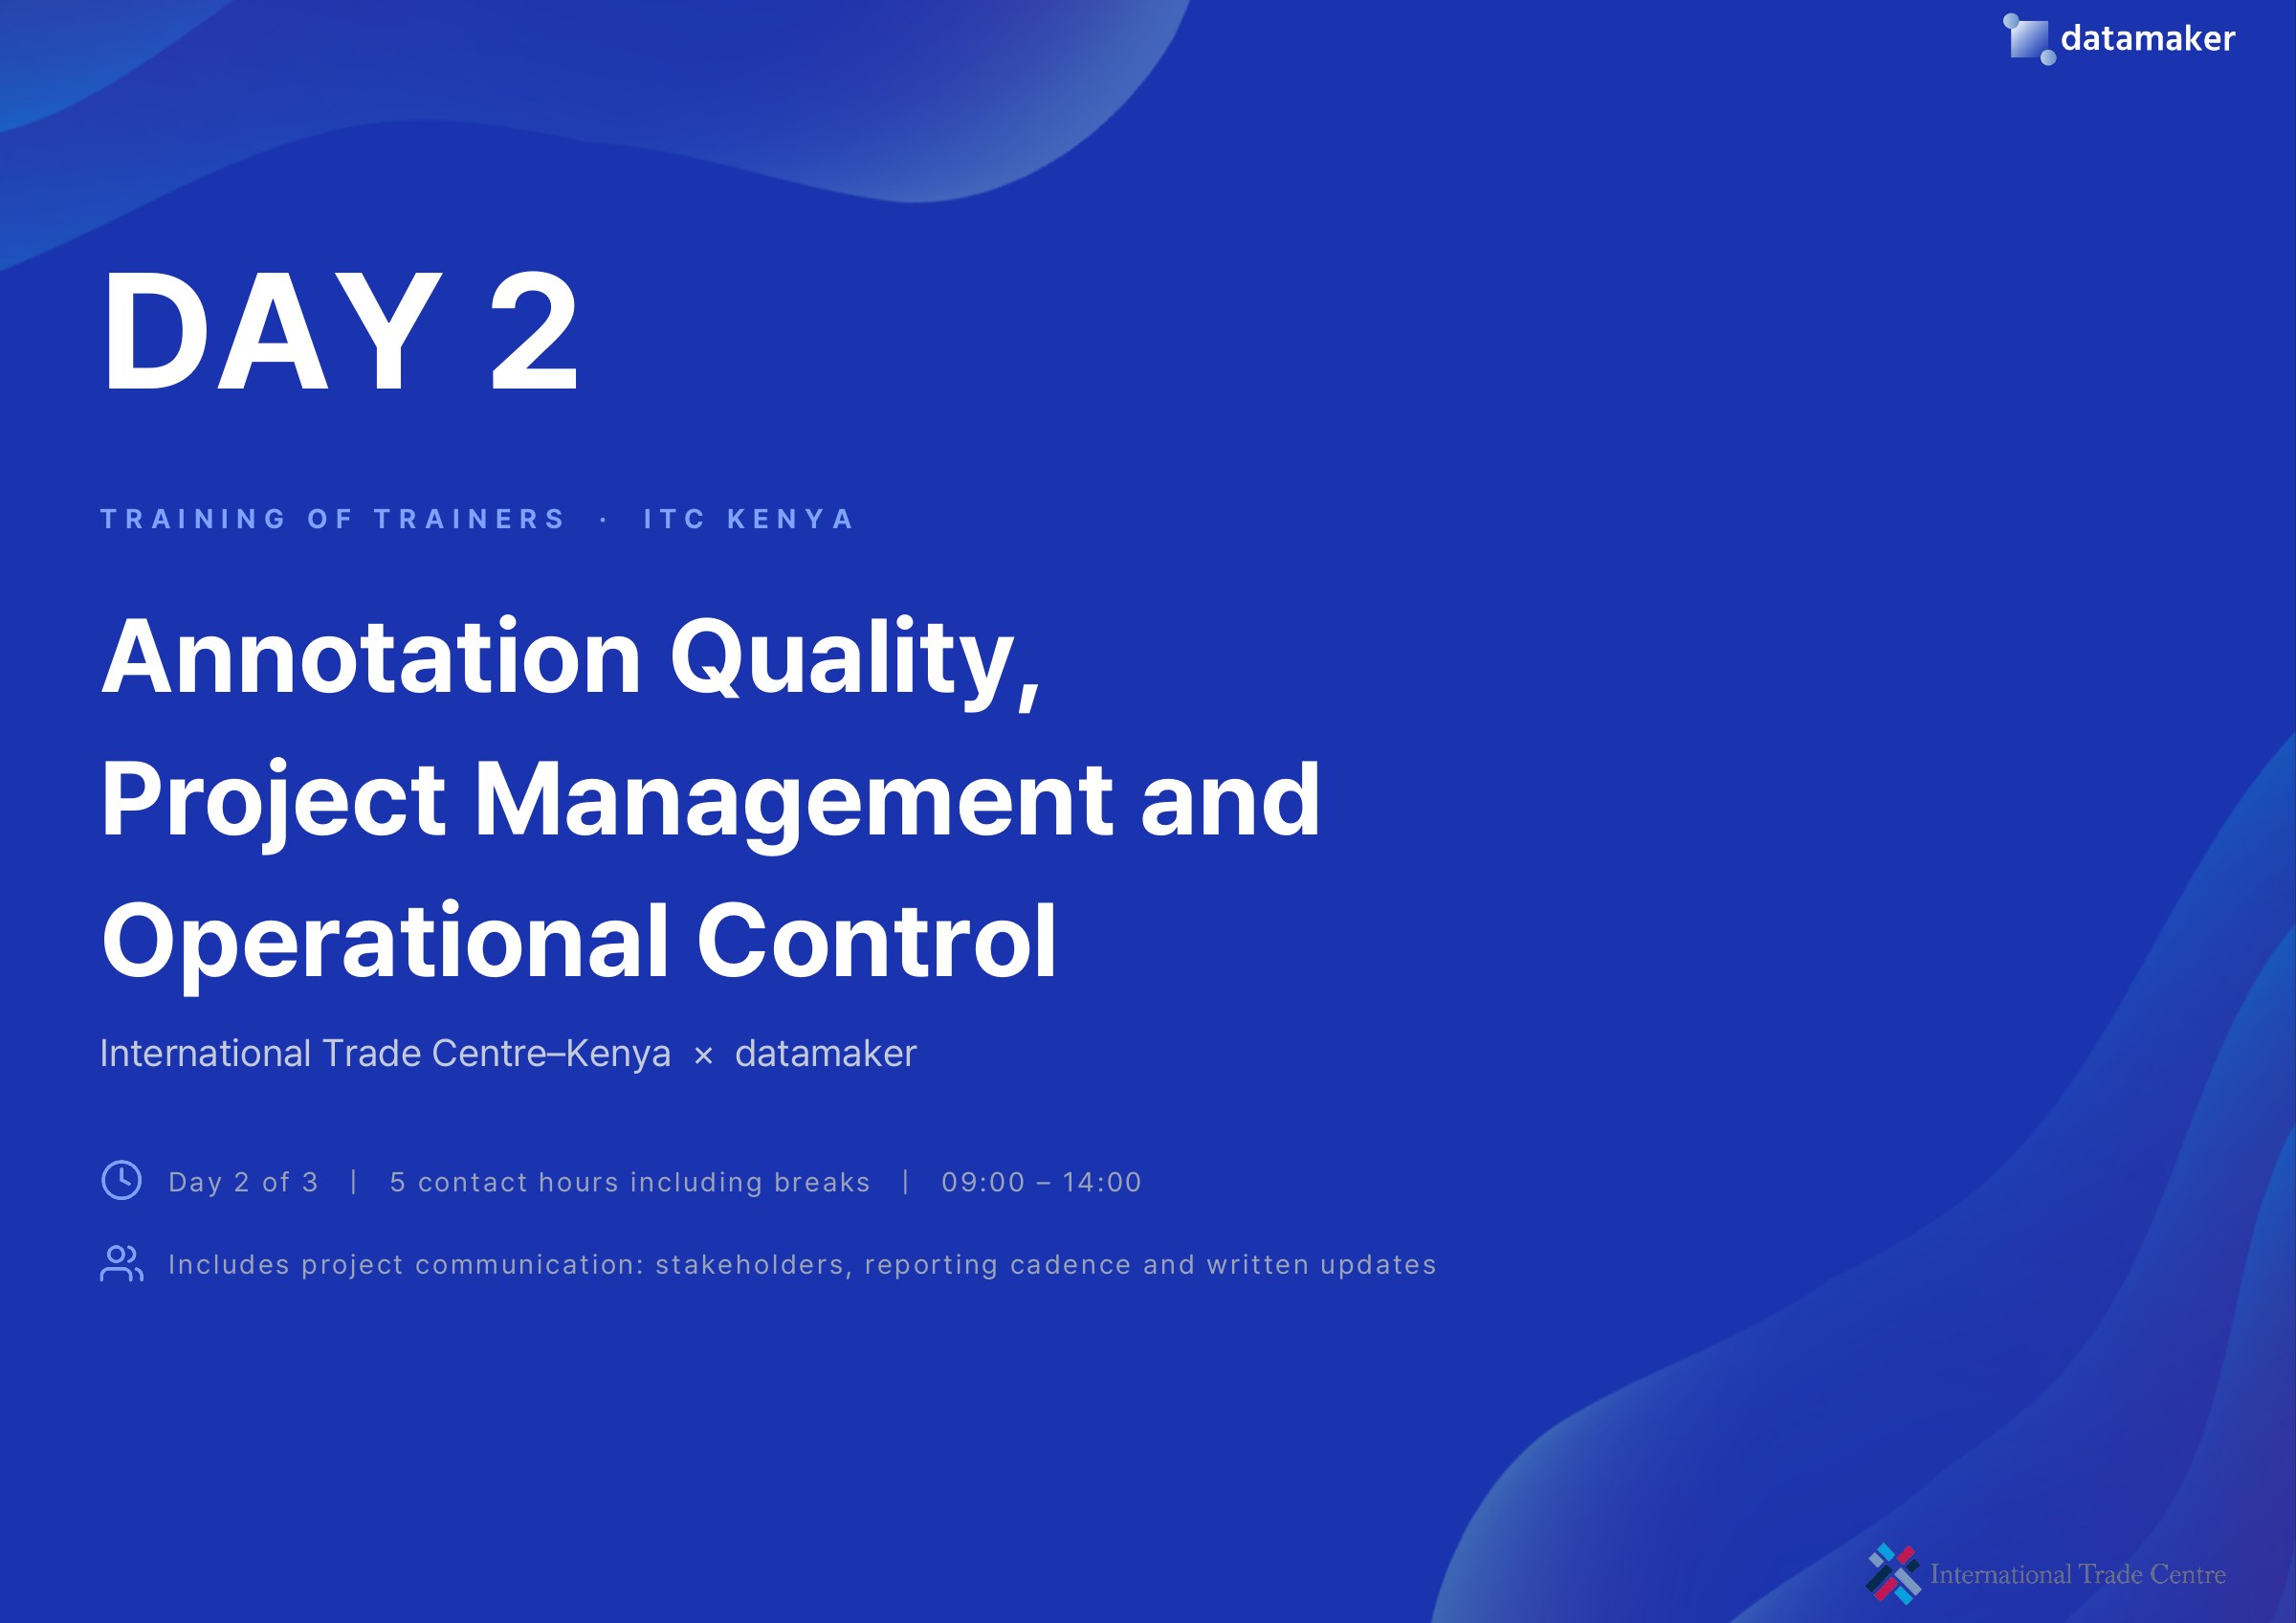 datamaker
DAY 2
TRAINING OF TRAINERS · ITC KENYA
Annotation Quality,
Project Management and
Operational Control
International Trade Centre–Kenya × datamaker
Day 2 of 3 | 5 contact hours including breaks | 09:00 – 14:00
Includes project communication: stakeholders, reporting cadence and written updates
International Trade Centre